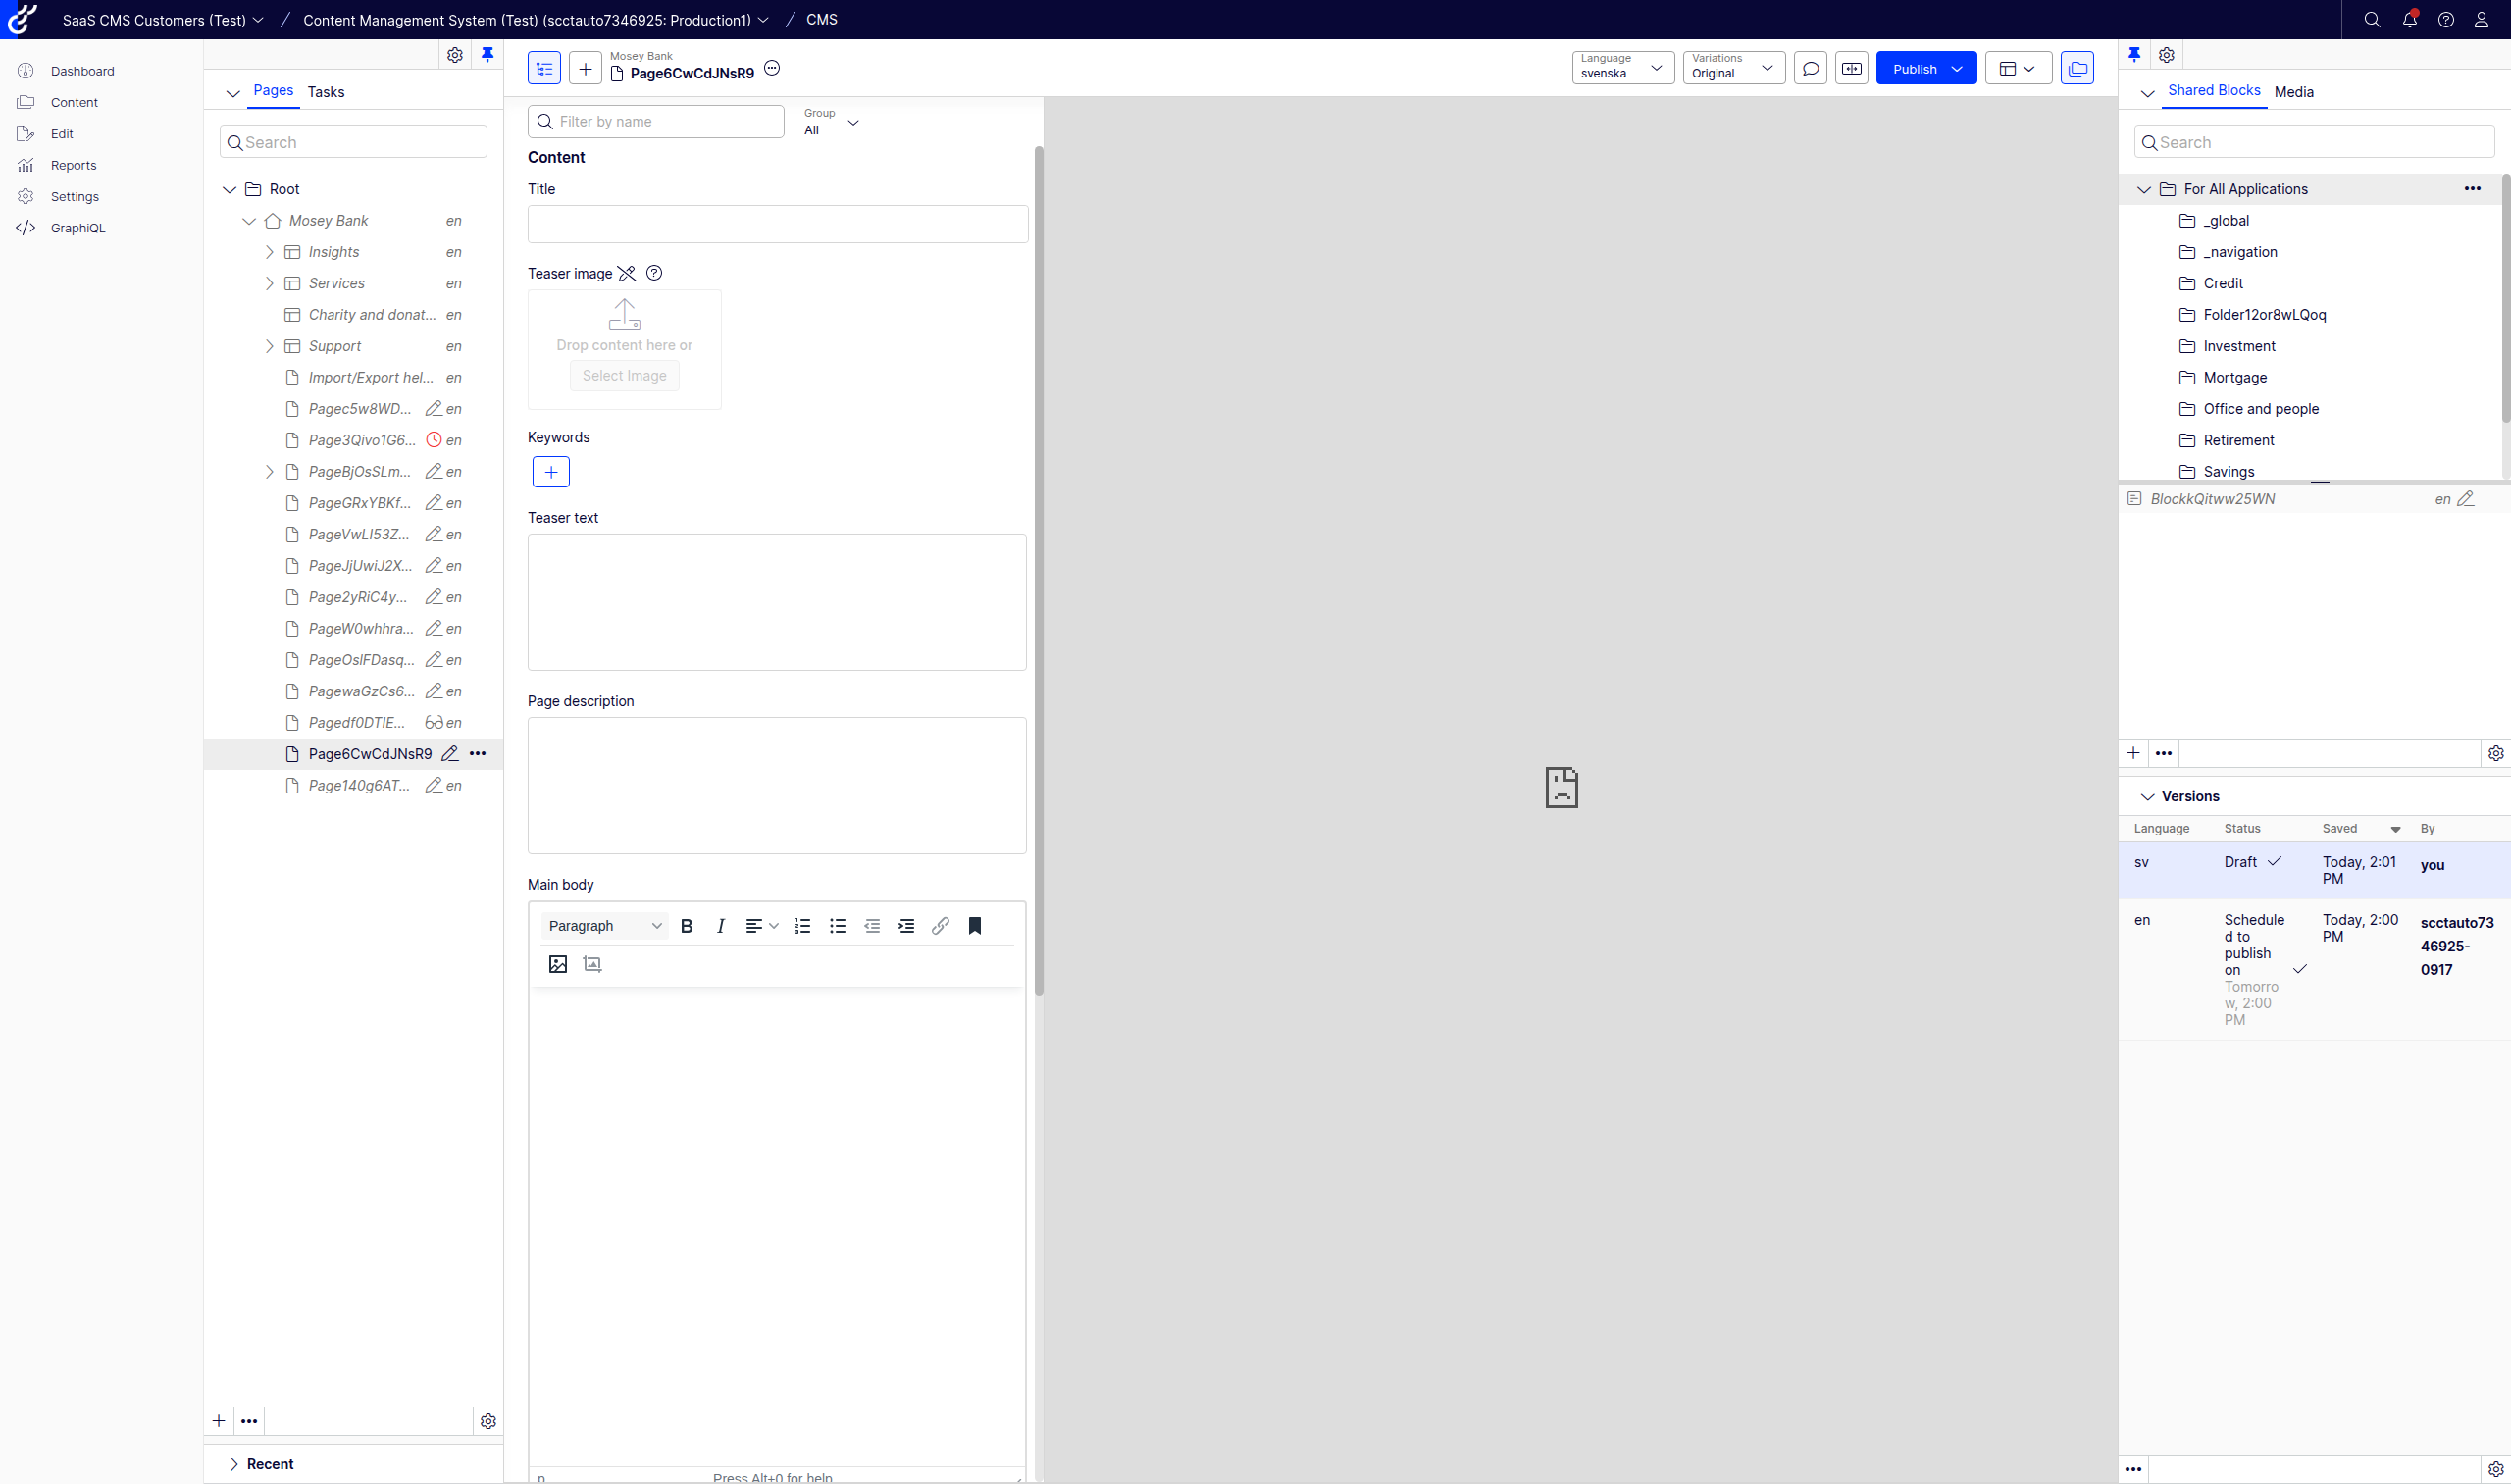 SaaS CMS Customers (Test) / Content Management System (Test) (scctauto7346925: Production1) / CMS
Dashboard
Content
Edit
Reports
Settings
GraphiQL
Pages Tasks
Search
Root
Mosey Bank en
Insights en
Services en
Charity and donat... en
Support en
Import/Export hel... en
Pagec5w8WD... en
Page3Qivo1G6... en
PageBjOsSLm... en
PageGRxYBKf... en
PageVwLI53Z... en
PageJjUwiJ2X... en
Page2yRiC4y... en
PageW0whhra... en
PageOsIFDasq... en
PagewaGzCs6... en
Pagedf0DTIE... en
Page6CwCdJNsR9
Page140g6AT... en
Recent
Mosey Bank
Page6CwCdJNsR9
Language
svenska
Variations
Original
Publish
Filter by name
Group
All
Content
Title
Teaser image
Drop content here or
Select Image
Keywords
Teaser text
Page description
Main body
Paragraph
p
Press Alt+0 for help
Shared Blocks Media
Search
For All Applications
_global
_navigation
Credit
Folder12or8wLQoq
Investment
Mortgage
Office and people
Retirement
Savings
BlockkQitww25WN en
Versions
Language Status Saved By
sv Draft Today, 2:01 PM you
en Scheduled to publish on Tomorrow, 2:00 PM Today, 2:00 PM scctauto7346925-0917